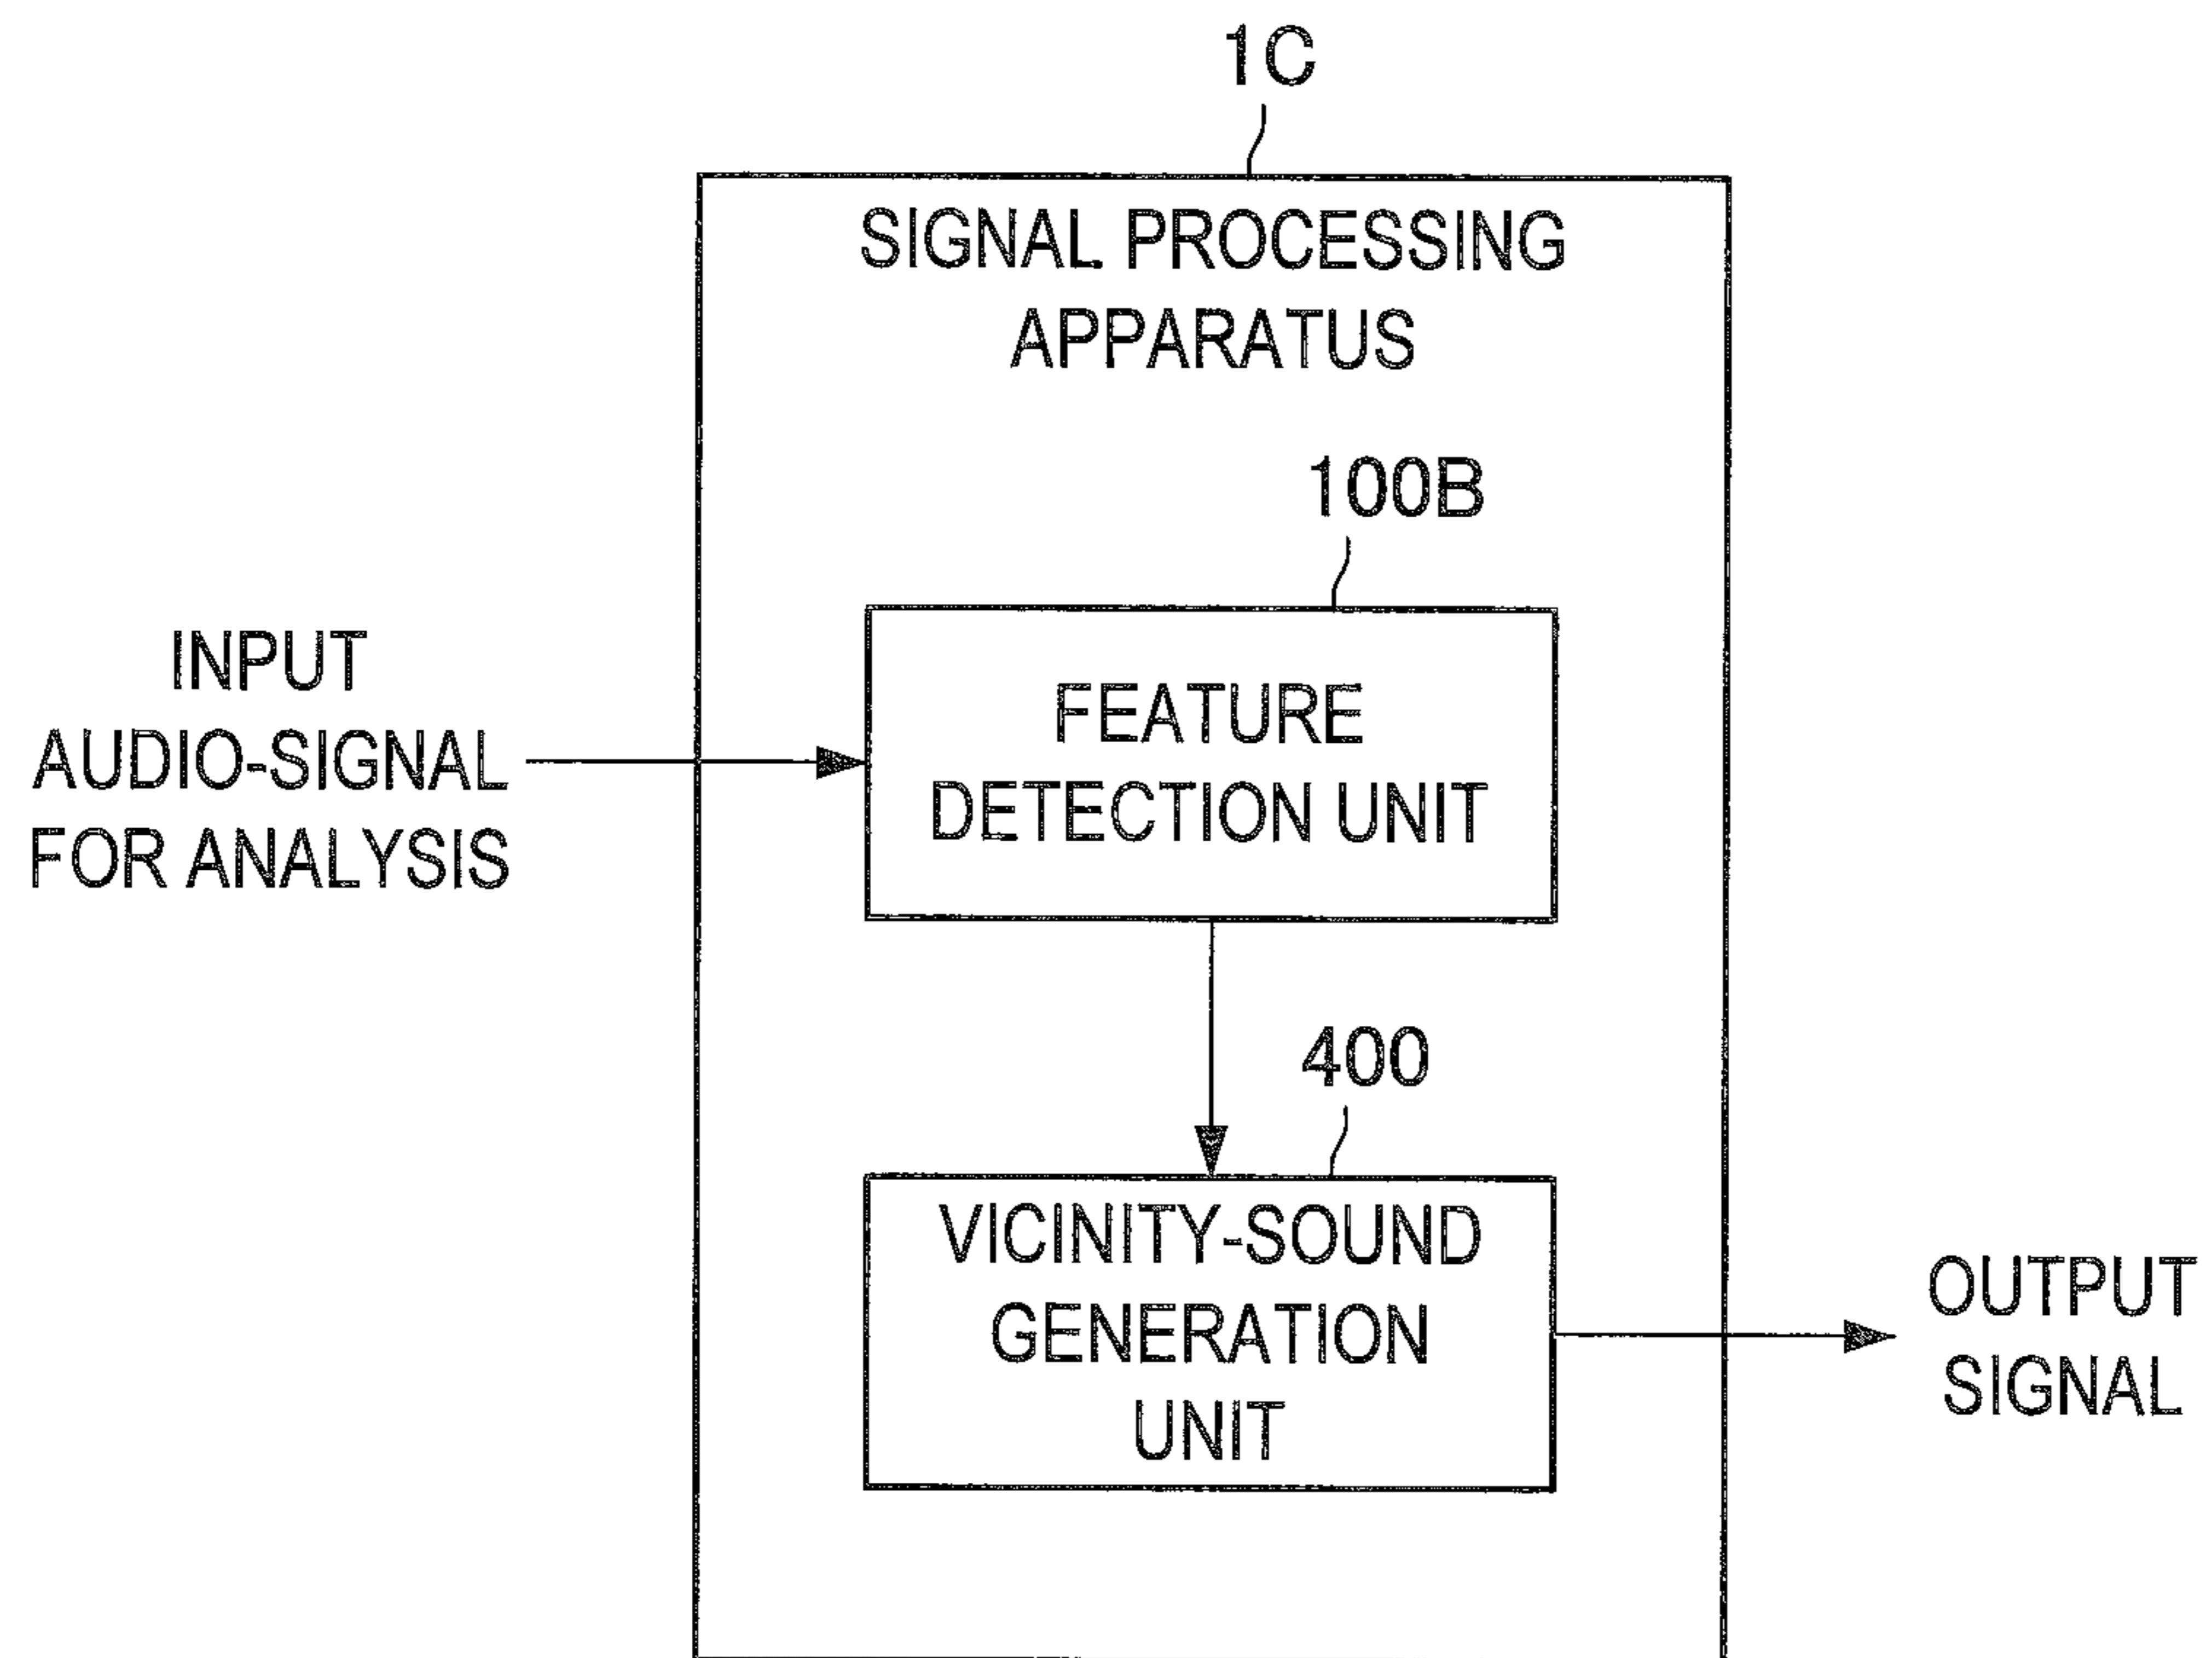 1C
SIGNAL PROCESSING
APPARATUS
100B
INPUT
AUDIO-SIGNAL
FOR ANALYSIS
FEATURE
DETECTION UNIT
400
VICINITY-SOUND
GENERATION
UNIT
OUTPUT
SIGNAL